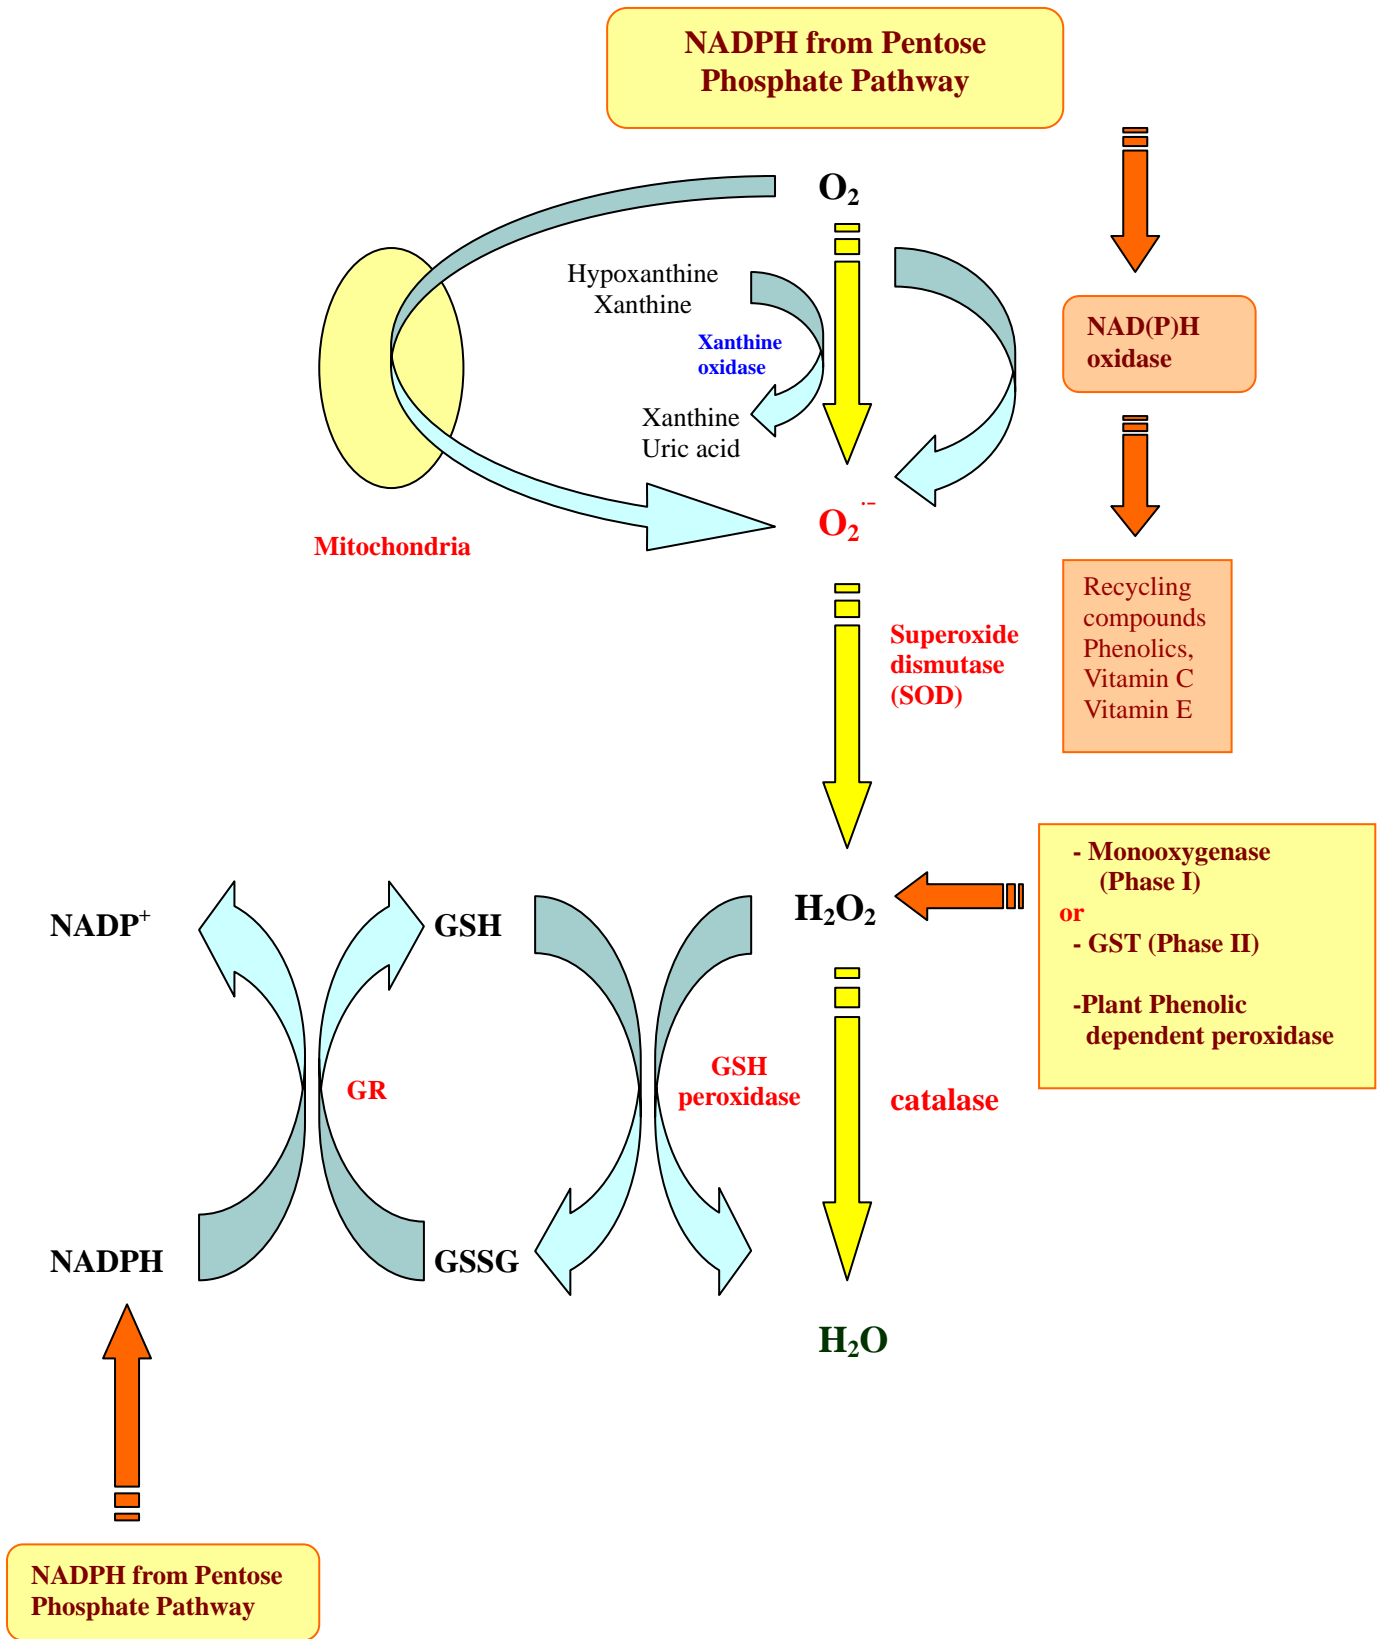 NADPH from Pentose
Phosphate Pathway
O₂
Hypoxanthine
Xanthine
Xanthine
oxidase
Xanthine
Uric acid
NAD(P)H
oxidase
O₂˙⁻
Mitochondria
Recycling
compounds
Phenolics,
Vitamin C
Vitamin E
Superoxide
dismutase
(SOD)
- Monooxygenase
(Phase I)
or
- GST (Phase II)
-Plant Phenolic
dependent peroxidase
NADP⁺
GSH
H₂O₂
GR
GSH
peroxidase
catalase
NADPH
GSSG
H₂O
NADPH from Pentose
Phosphate Pathway